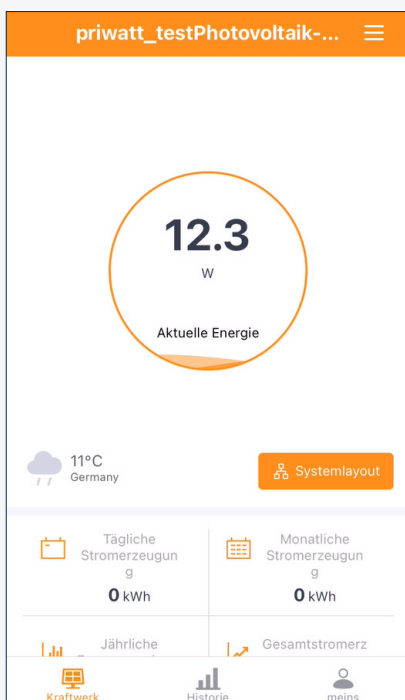 priwatt_testPhotovoltaik-...
12.3
W
Aktuelle Energie
11°C
Germany
Systemlayout
Tägliche
Stromerzeugun
g
0 kWh
Monatliche
Stromerzeugun
g
0 kWh
Jährliche
Gesamtstromerz
Kraftwerk
Historie
meins